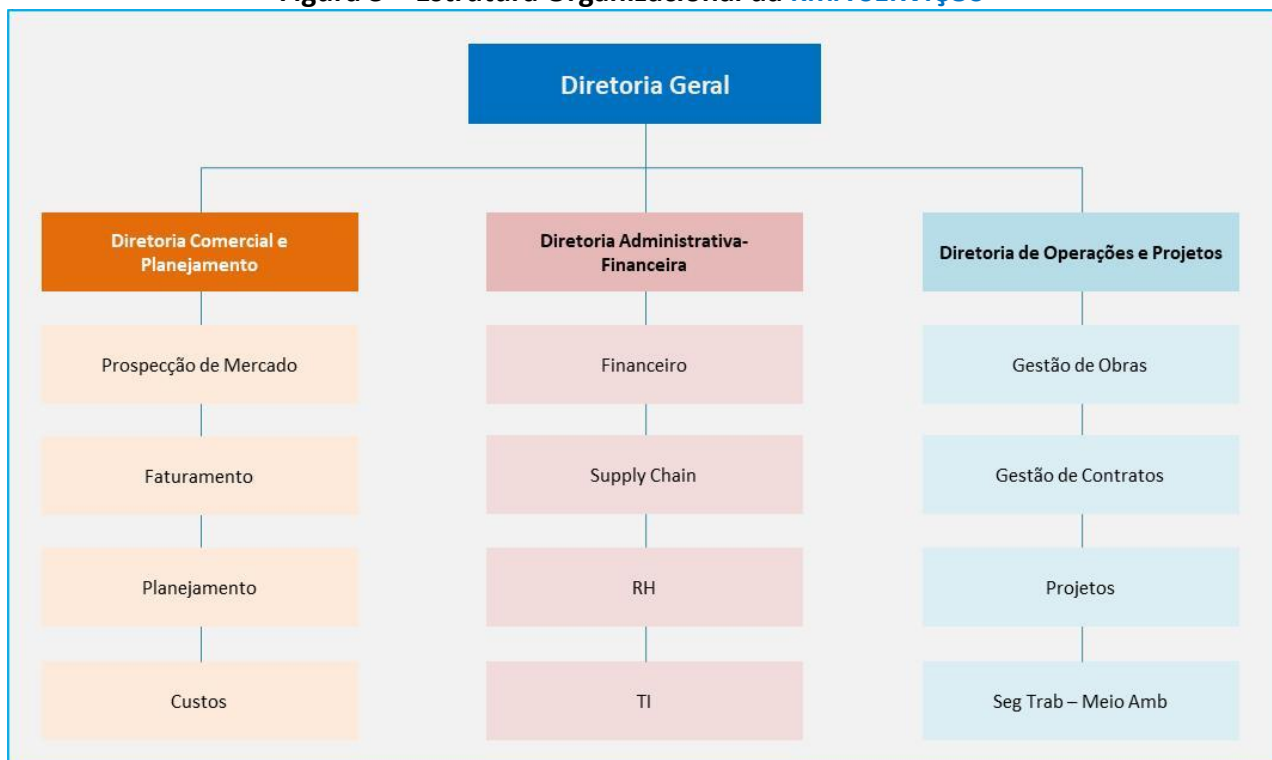 Diretoria Geral
Diretoria Comercial e
Planejamento
Diretoria Administrativa-
Financeira
Diretoria de Operações e Projetos
Prospecção de Mercado
Financeiro
Gestão de Obras
Faturamento
Supply Chain
Gestão de Contratos
Planejamento
RH
Projetos
Custos
TI
Seg Trab – Meio Amb